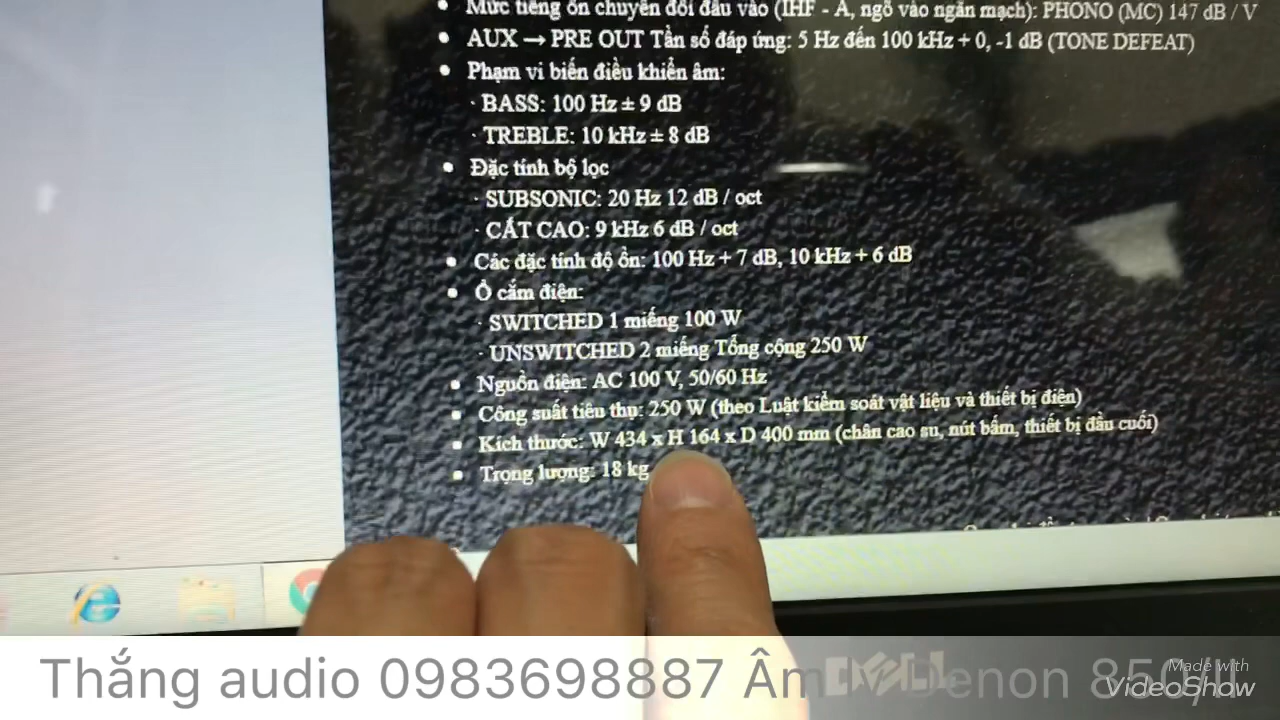 Mức tiếng ồn chuyển đổi đầu vào (IHF - A, ngõ vào ngắn mạch): PHONO (MC) 147 dB / V
AUX → PRE OUT Tần số đáp ứng: 5 Hz đến 100 kHz + 0, -1 dB (TONE DEFEAT)
Phạm vi biến điều khiển âm:
· BASS: 100 Hz ± 9 dB
· TREBLE: 10 kHz ± 8 dB
Đặc tính bộ lọc
· SUBSONIC: 20 Hz 12 dB / oct
· CẮT CAO: 9 kHz 6 dB / oct
Các đặc tính độ ồn: 100 Hz + 7 dB, 10 kHz + 6 dB
Ổ cắm điện:
· SWITCHED 1 miếng 100 W
· UNSWITCHED 2 miếng Tổng cộng 250 W
Nguồn điện: AC 100 V, 50/60 Hz
Công suất tiêu thụ: 250 W (theo Luật kiểm soát vật liệu và thiết bị điện)
Kích thước: W 434 x H 164 x D 400 mm (chân cao su, nút bấm, thiết bị đầu cuối)
Trọng lượng: 18 kg
Thắng audio 0983698887 Âm Denon
DELL
Made with
VideoShow